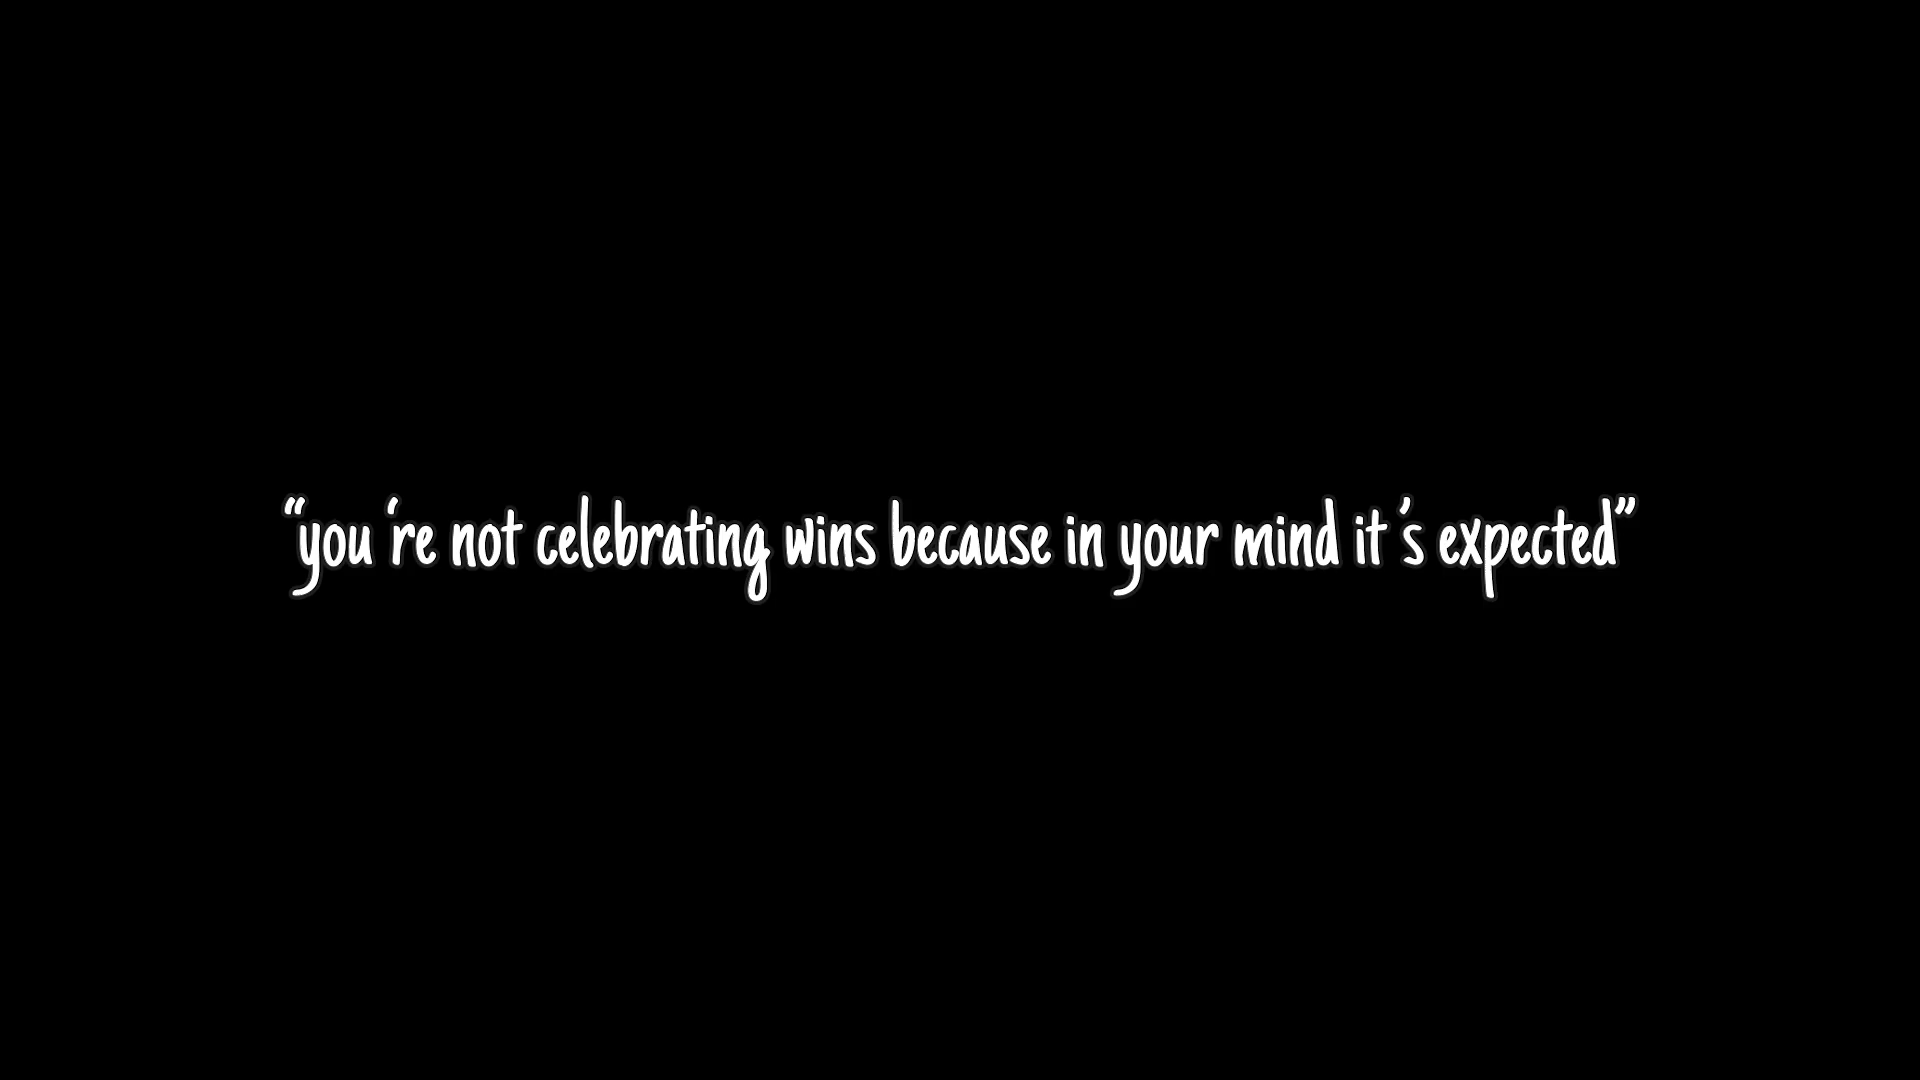 “you ‘re not celebrating wins because in your mind it ’s expected”